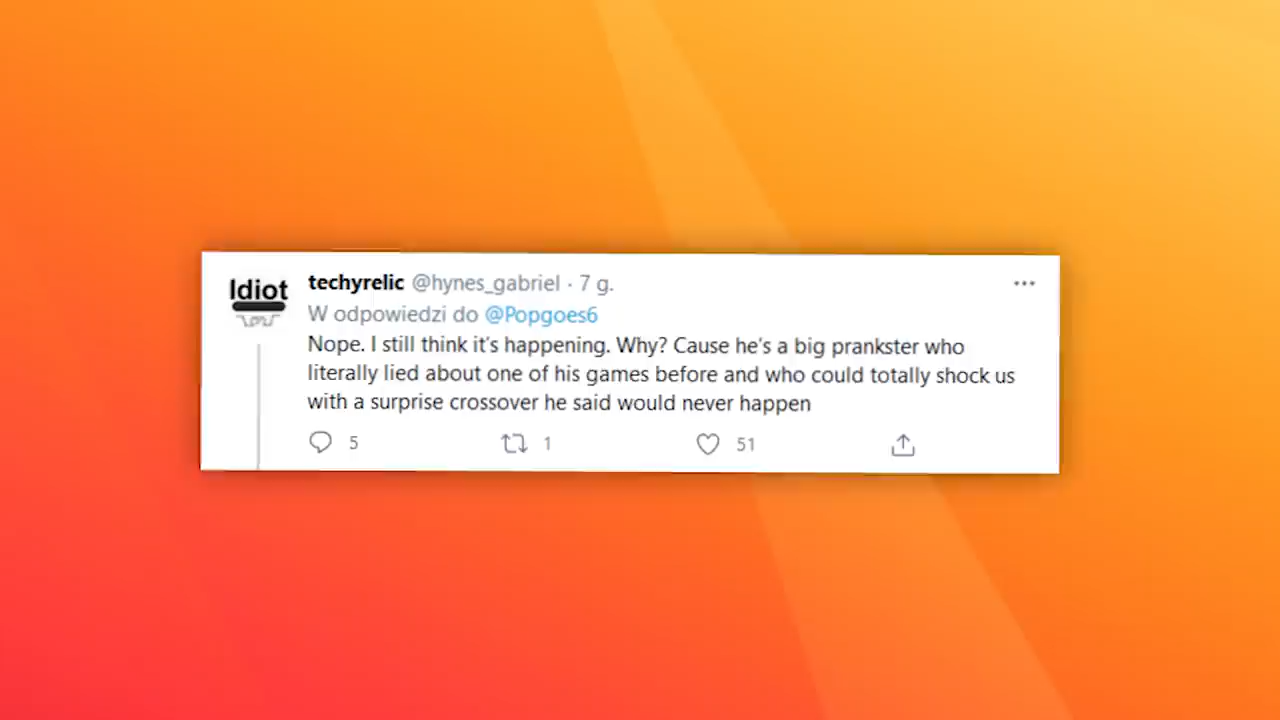 Idiot
techyrelic @hynes_gabriel · 7 g.
W odpowiedzi do @Popgoes6
Nope. I still think it's happening. Why? Cause he's a big prankster who
literally lied about one of his games before and who could totally shock us
with a surprise crossover he said would never happen
5 1 51